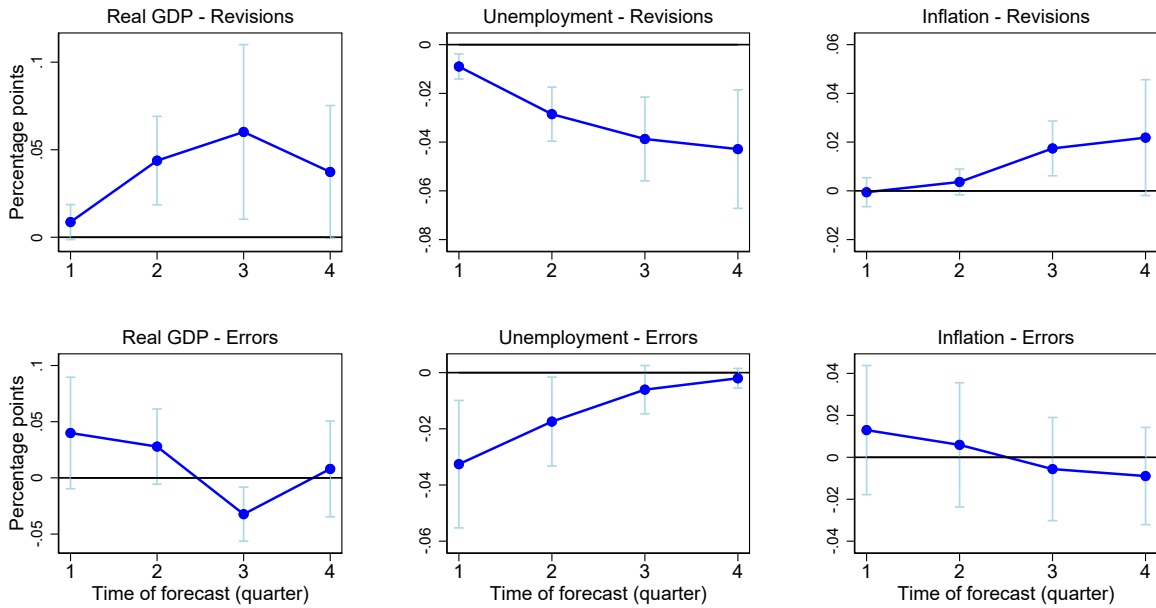 Real GDP - Revisions
Percentage points
.1
.05
0
1 2 3 4
Unemployment - Revisions
0
-.02
-.04
-.06
-.08
1 2 3 4
Inflation - Revisions
.06
.04
.02
0
-.02
1 2 3 4
Real GDP - Errors
Percentage points
.1
.05
0
-.05
1 2 3 4
Time of forecast (quarter)
Unemployment - Errors
0
-.02
-.04
-.06
1 2 3 4
Time of forecast (quarter)
Inflation - Errors
.04
.02
0
-.02
-.04
1 2 3 4
Time of forecast (quarter)